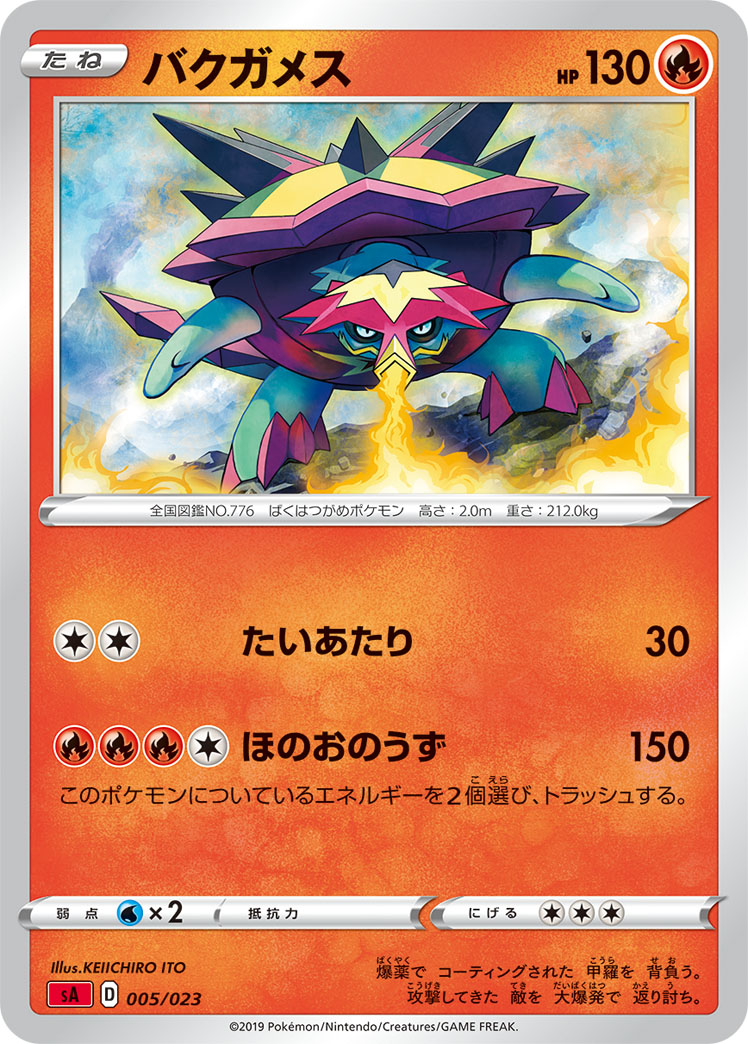 たね バクガメス HP 130
全国図鑑NO.776 ばくはつがめポケモン 高さ：2.0m 重さ：212.0kg
たいあたり 30
ほのおのうず 150
このポケモンについているエネルギーを2個選び、トラッシュする。
弱点 ×2 抵抗力 にげる
Illus.KEIICHIRO ITO
爆薬で コーティングされた 甲羅を 背負う。
攻撃してきた 敵を 大爆発で 返り討ち。
sA D 005/023
©2019 Pokémon/Nintendo/Creatures/GAME FREAK.